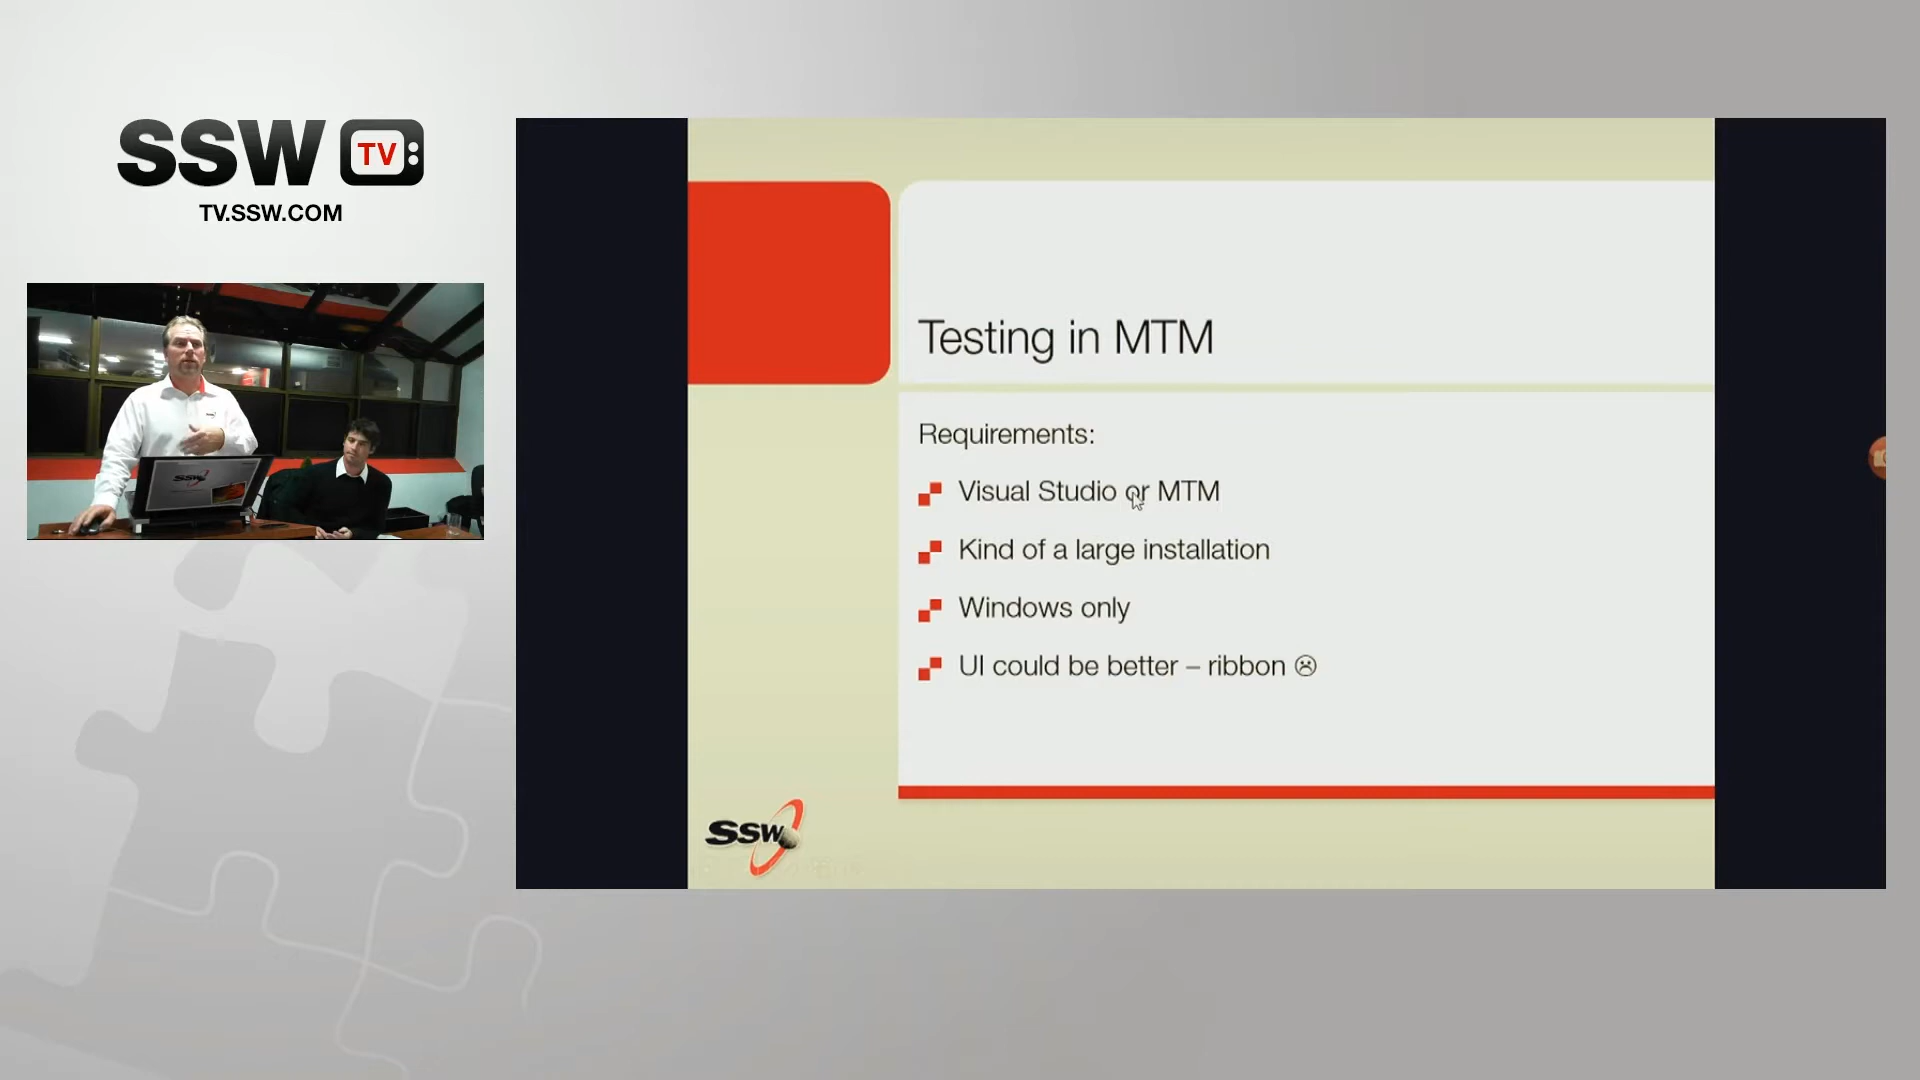 SSW TV
TV.SSW.COM
SSW
Testing in MTM
Requirements:
Visual Studio or MTM
Kind of a large installation
Windows only
UI could be better – ribbon ☹
SSW